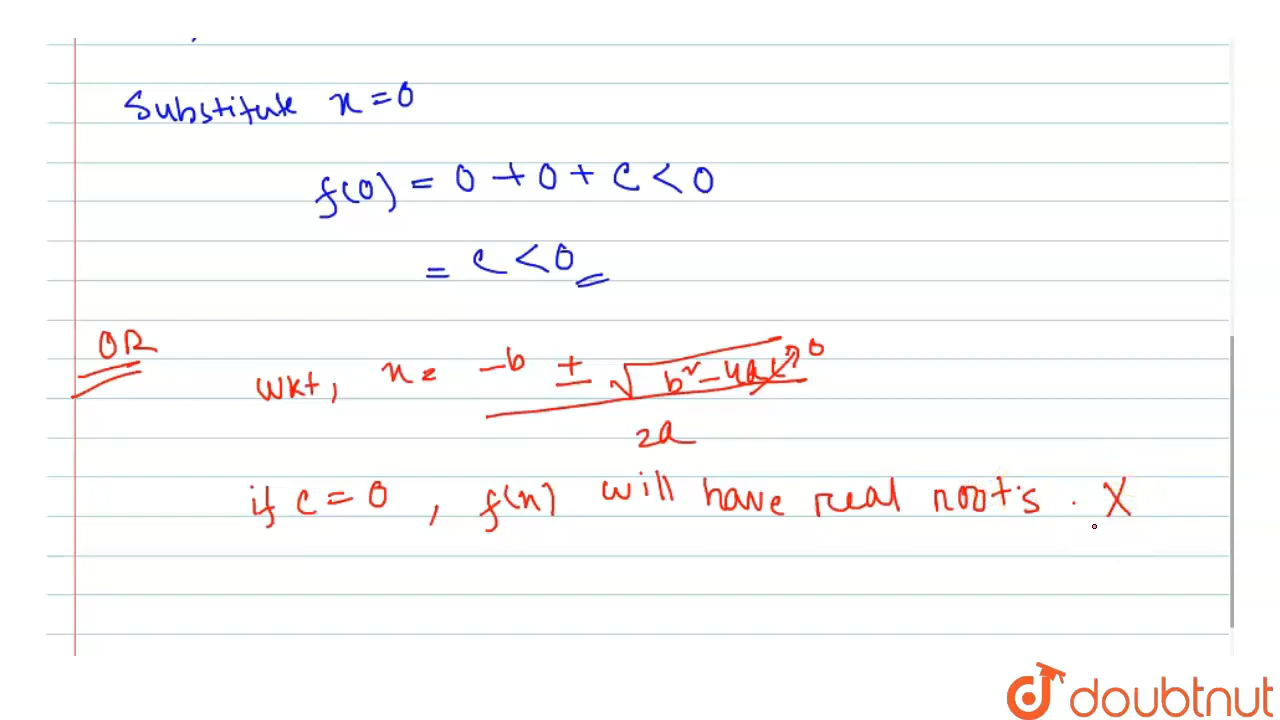 Substitute x = 0
f(0) = 0 + 0 + c < 0
= c < 0
OR
WKT, x = -b ± √b² - 4ac 0
2a
if c = 0 , f(x) will have real roots . X
doubtnut